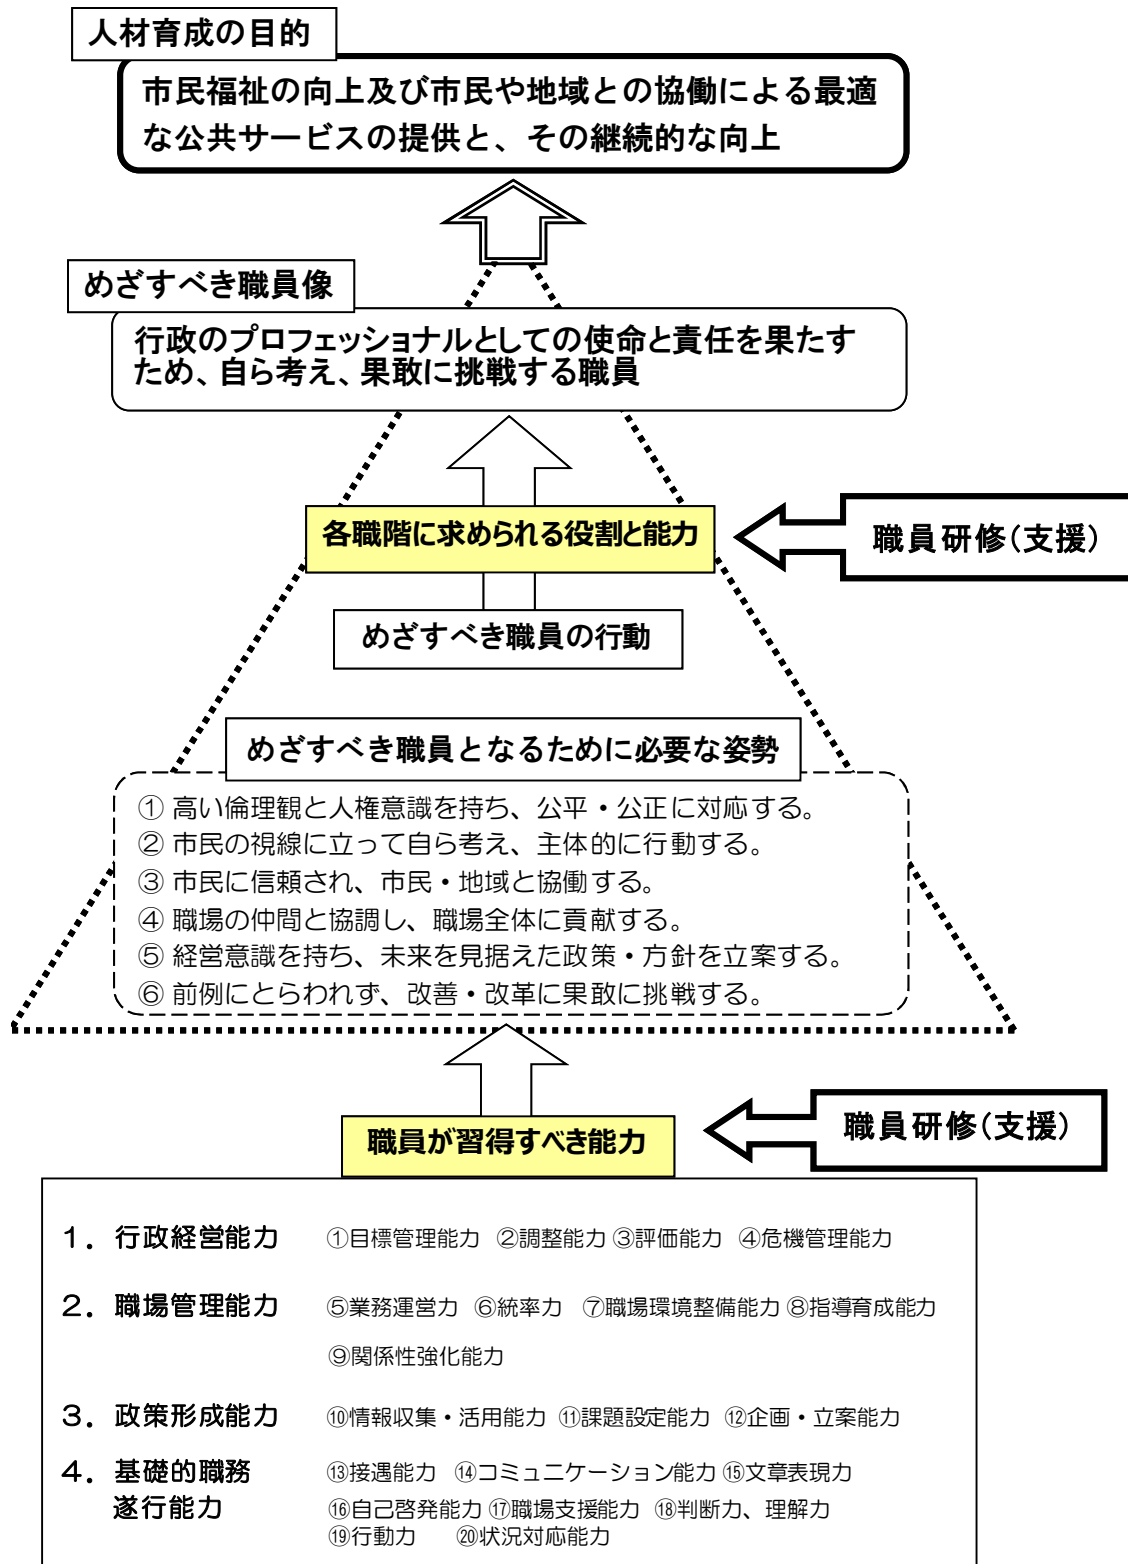 人材育成の目的
市民福祉の向上及び市民や地域との協働による最適
な公共サービスの提供と、その継続的な向上
めざすべき職員像
行政のプロフェッショナルとしての使命と責任を果たす
ため、自ら考え、果敢に挑戦する職員
各職階に求められる役割と能力
職員研修(支援)
めざすべき職員の行動
めざすべき職員となるために必要な姿勢
① 高い倫理観と人権意識を持ち、公平・公正に対応する。
② 市民の視線に立って自ら考え、主体的に行動する。
③ 市民に信頼され、市民・地域と協働する。
④ 職場の仲間と協調し、職場全体に貢献する。
⑤ 経営意識を持ち、未来を見据えた政策・方針を立案する。
⑥ 前例にとらわれず、改善・改革に果敢に挑戦する。
職員が習得すべき能力
職員研修(支援)
1．行政経営能力 ①目標管理能力 ②調整能力 ③評価能力 ④危機管理能力
2．職場管理能力 ⑤業務運営力 ⑥統率力 ⑦職場環境整備能力 ⑧指導育成能力
⑨関係性強化能力
3．政策形成能力 ⑩情報収集・活用能力 ⑪課題設定能力 ⑫企画・立案能力
4．基礎的職務 ⑬接遇能力 ⑭コミュニケーション能力 ⑮文章表現力
遂行能力 ⑯自己啓発能力 ⑰職場支援能力 ⑱判断力、理解力
⑲行動力 ⑳状況対応能力